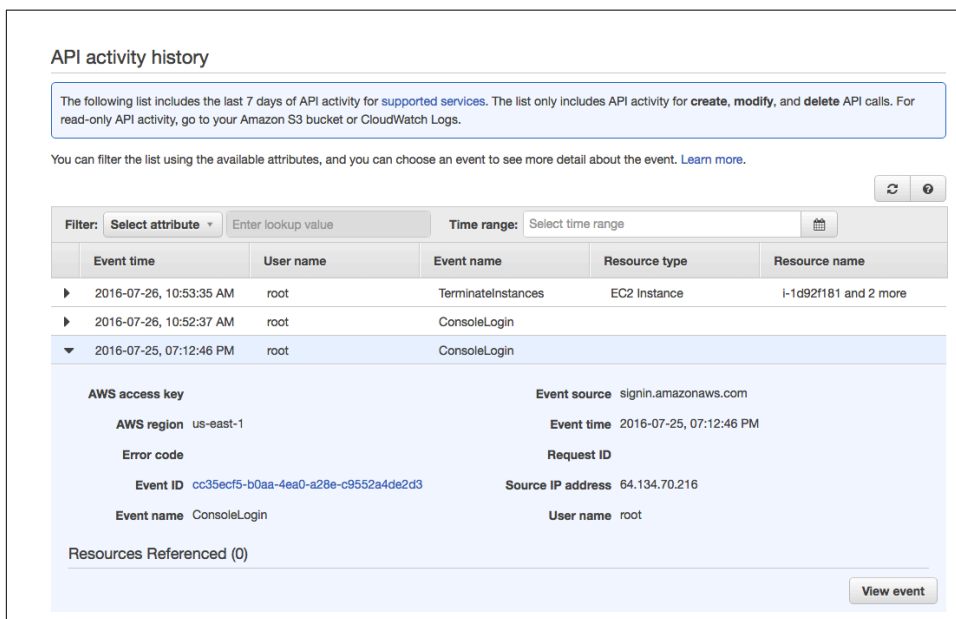 API activity history
The following list includes the last 7 days of API activity for supported services. The list only includes API activity for create, modify, and delete API calls. For
read-only API activity, go to your Amazon S3 bucket or CloudWatch Logs.
You can filter the list using the available attributes, and you can choose an event to see more detail about the event. Learn more.
Filter: Select attribute Enter lookup value Time range: Select time range
Event time User name Event name Resource type Resource name
2016-07-26, 10:53:35 AM root TerminateInstances EC2 Instance i-1d92f181 and 2 more
2016-07-26, 10:52:37 AM root ConsoleLogin
2016-07-25, 07:12:46 PM root ConsoleLogin
AWS access key Event source signin.amazonaws.com
AWS region us-east-1 Event time 2016-07-25, 07:12:46 PM
Error code Request ID
Event ID cc35ecf5-b0aa-4ea0-a28e-c9552a4de2d3 Source IP address 64.134.70.216
Event name ConsoleLogin User name root
Resources Referenced (0)
View event